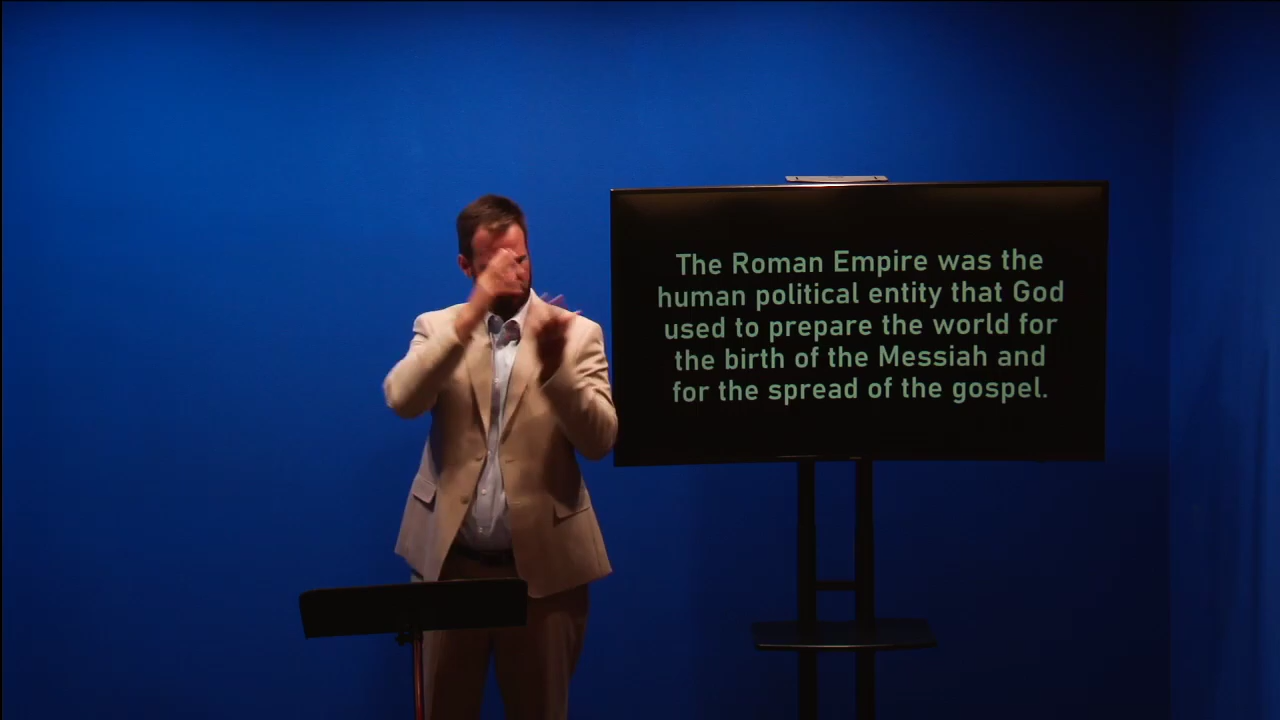 The Roman Empire was the
human political entity that God
used to prepare the world for
the birth of the Messiah and
for the spread of the gospel.